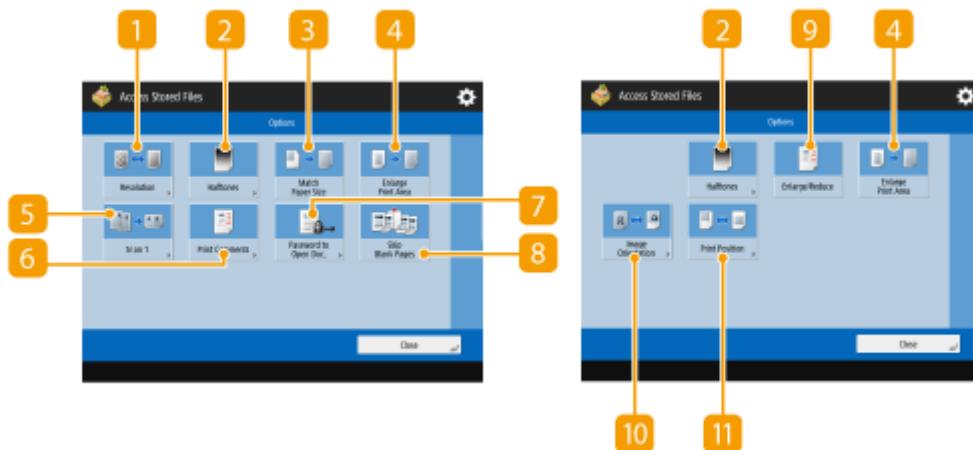 1 2 3 4
Access Stored Files
Options
Resolution Halftones Match Paper Size Enlarge Print Area
5 6 7 8
N on 1 Print Comments Password to Open Doc. Skip Blank Pages
Close
2 9 4
Access Stored Files
Options
Halftones Enlarge/Reduce Enlarge Print Area
Image Orientation Print Position
Close
10 11